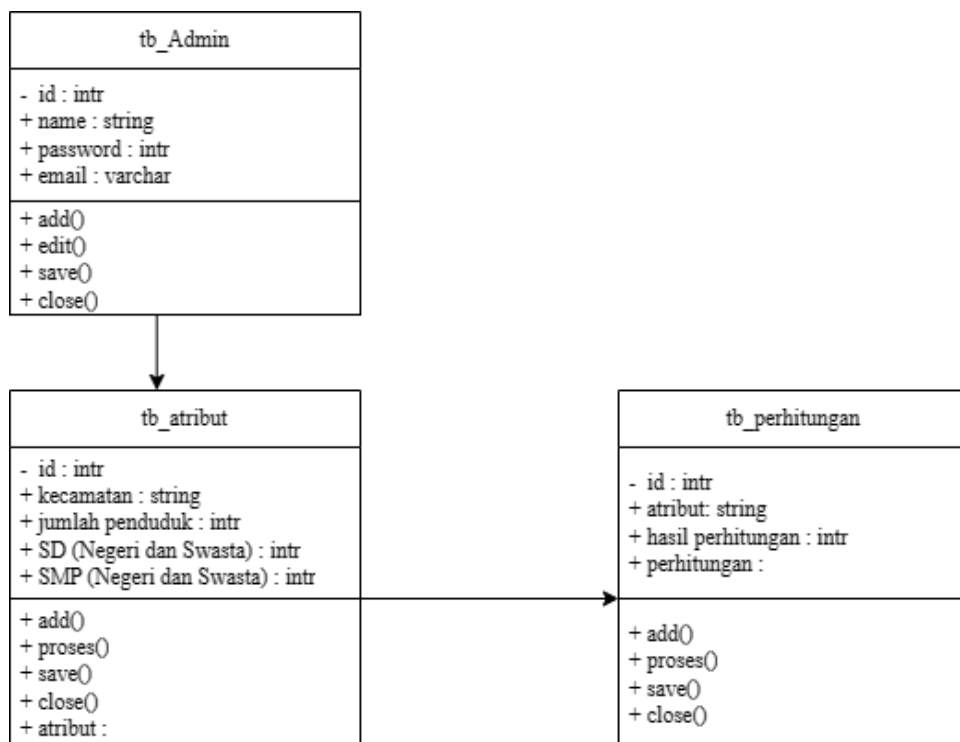 tb_Admin
- id : intr
+ name : string
+ password : intr
+ email : varchar
+ add()
+ edit()
+ save()
+ close()
tb_atribut
- id : intr
+ kecamatan : string
+ jumlah penduduk : intr
+ SD (Negeri dan Swasta) : intr
+ SMP (Negeri dan Swasta) : intr
+ add()
+ proses()
+ save()
+ close()
+ atribut :
tb_perhitungan
- id : intr
+ atribut: string
+ hasil perhitungan : intr
+ perhitungan :
+ add()
+ proses()
+ save()
+ close()